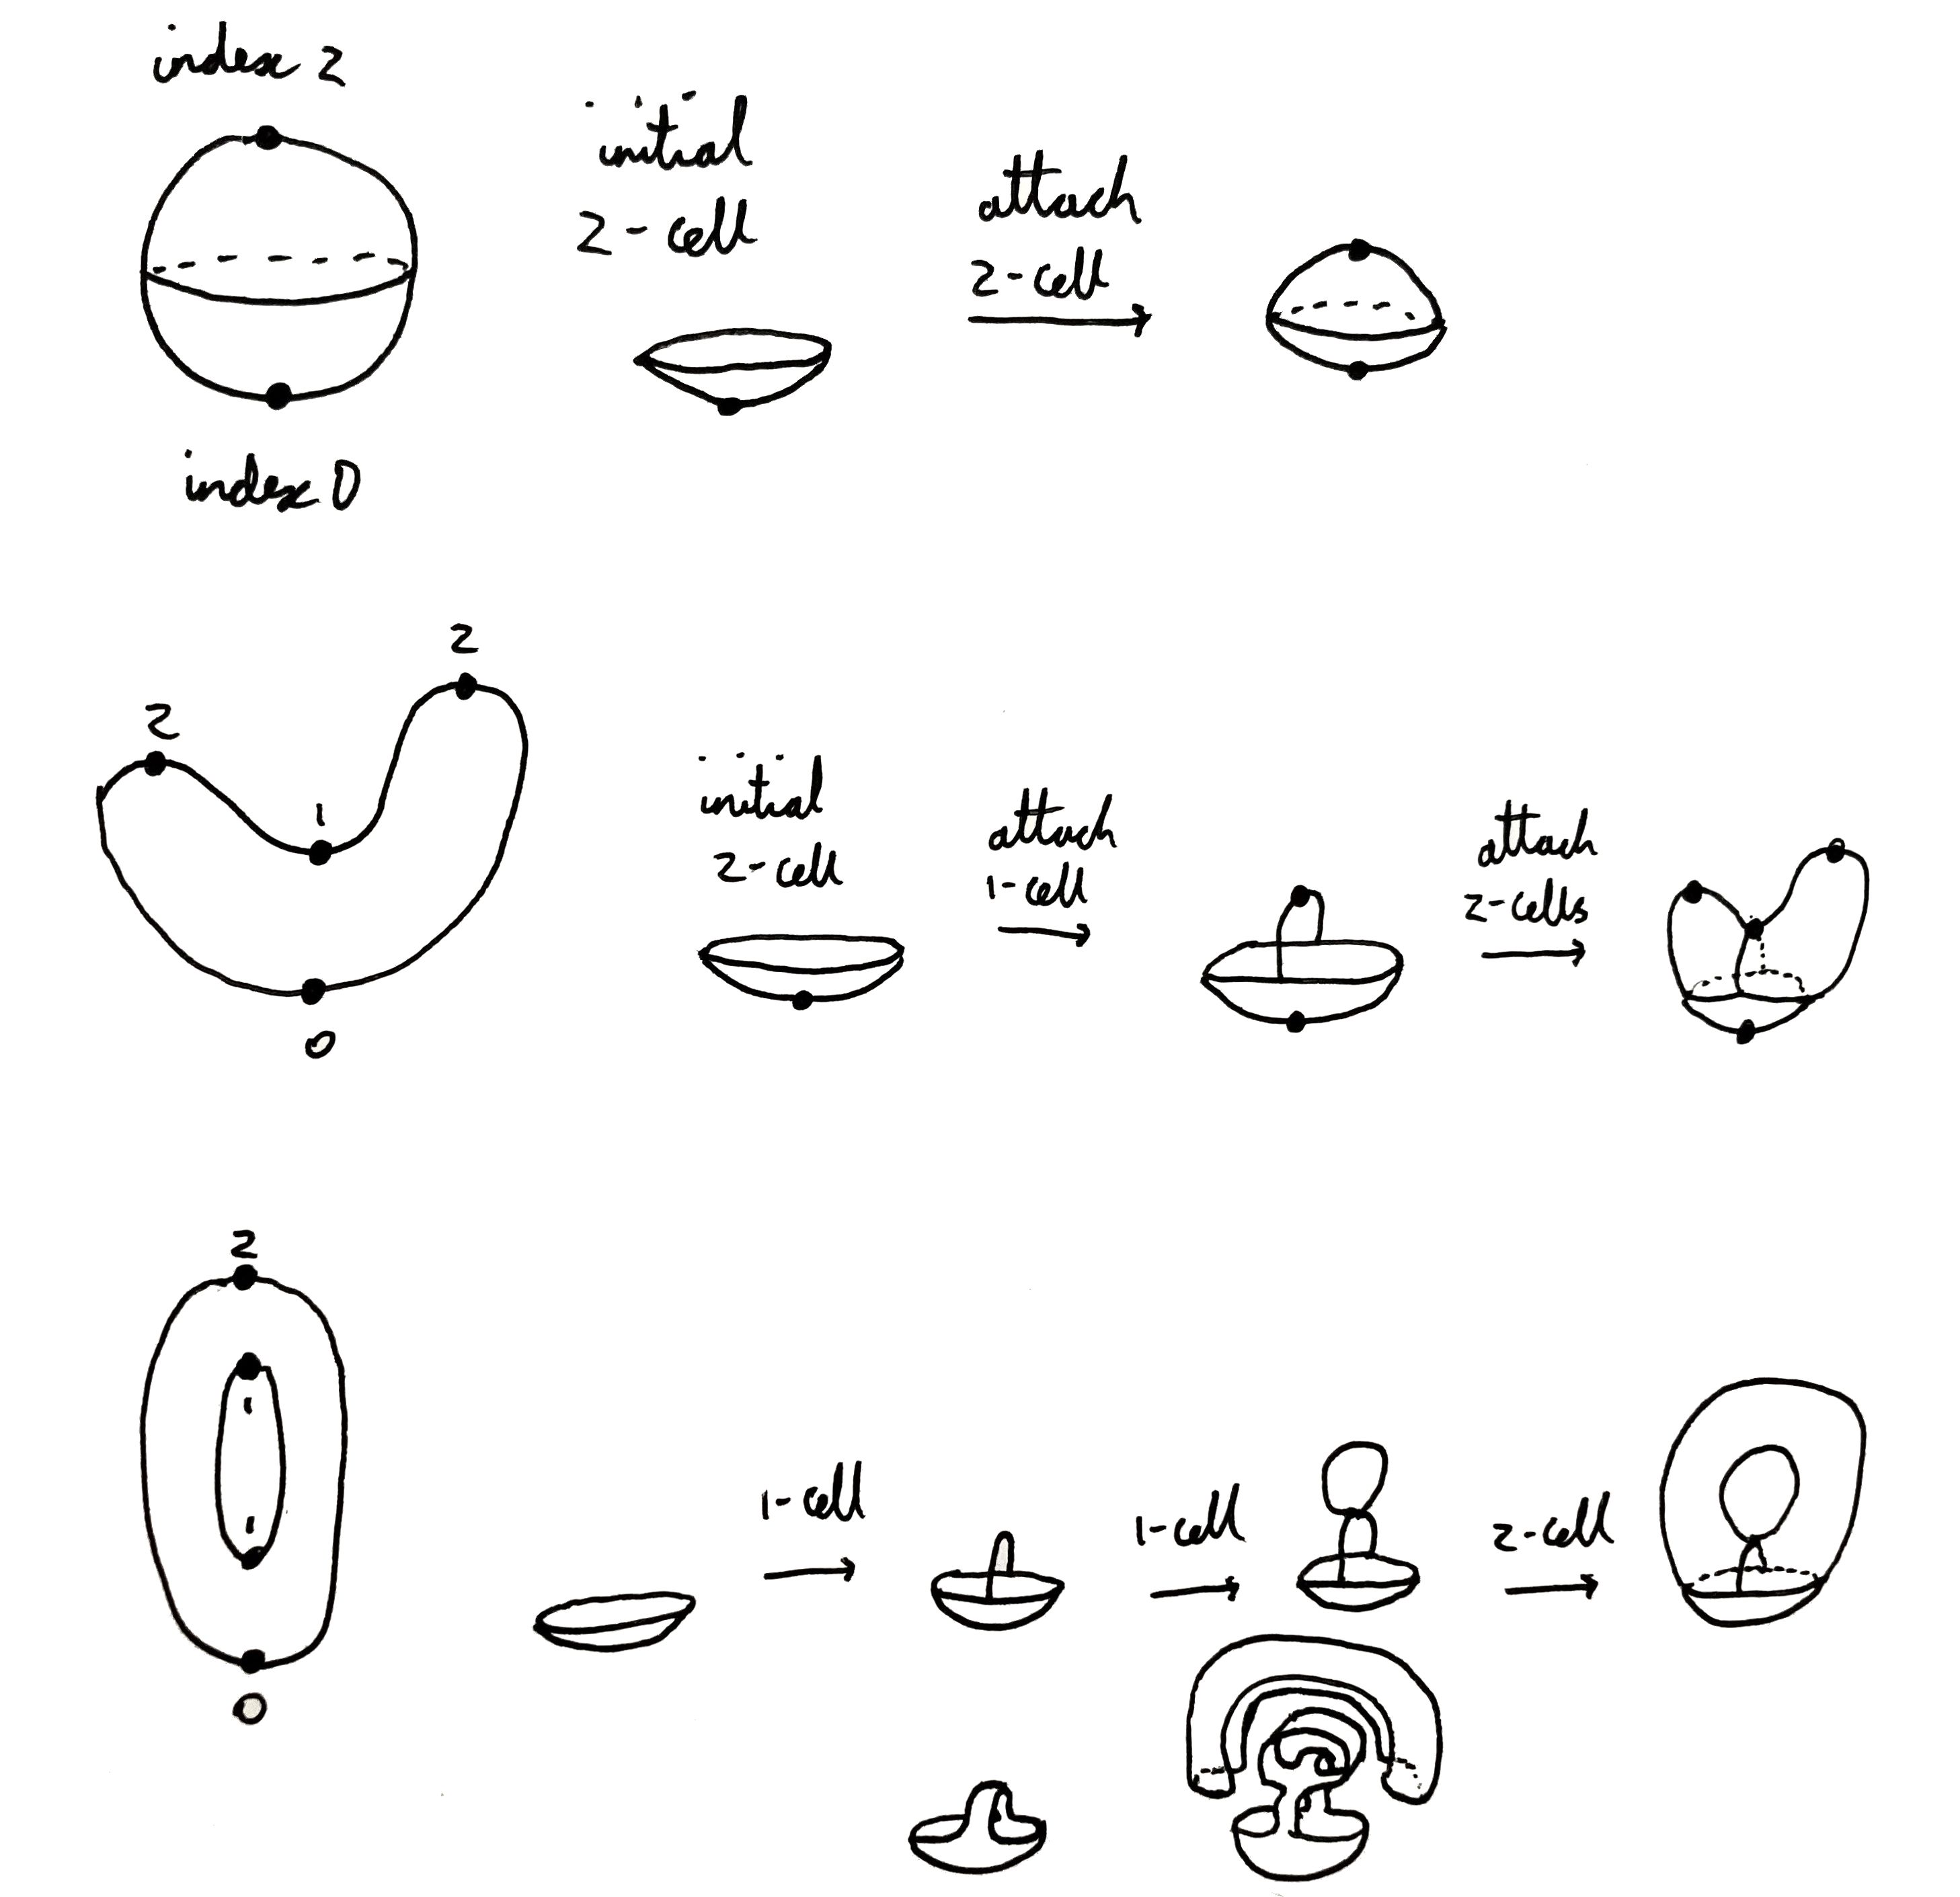 index 2
initial
2-cell
attach
2-cell
index 0
2
2
1
0
initial
2-cell
attach
1-cell
attach
2-cells
2
1
1
0
1-cell
1-cell
2-cell